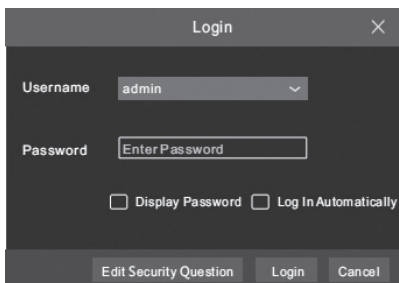 Login
Username admin
Password Enter Password
Display Password Log In Automatically
Edit Security Question Login Cancel